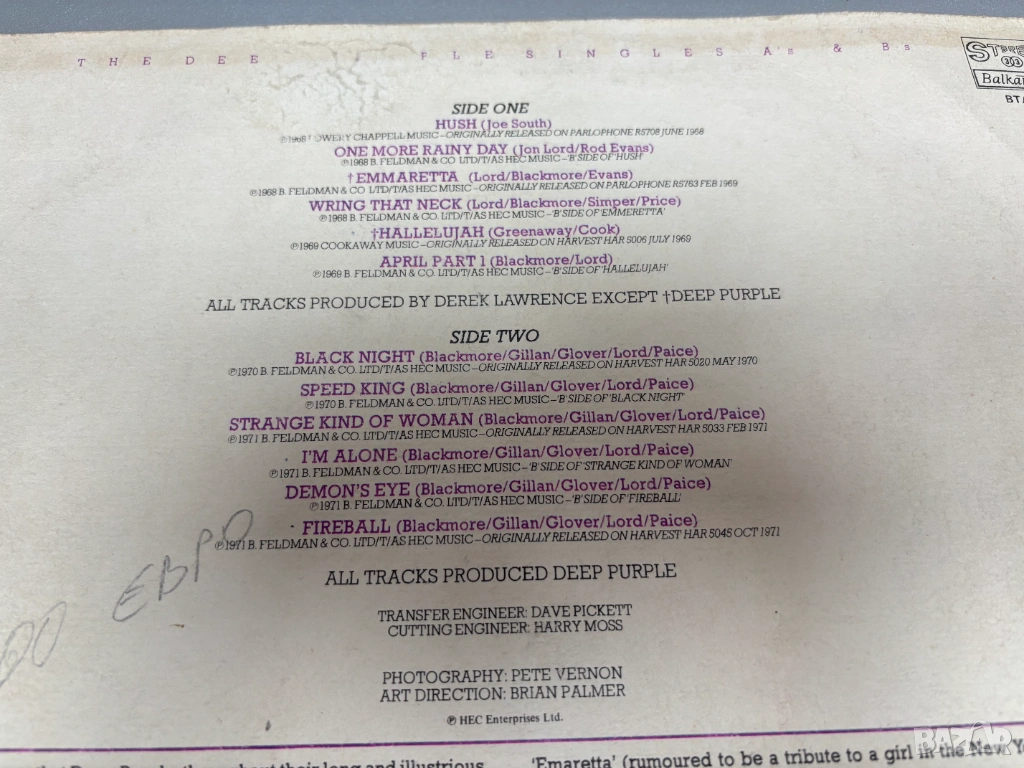 THE DEE FLE SINGLES A's & Bs
STERE
33
Balka
BT
SIDE ONE
HUSH (Joe South)
℗1968 LOWERY CHAPPELL MUSIC–ORIGINALLY RELEASED ON PARLOPHONE R5708 JUNE 1968
ONE MORE RAINY DAY (Jon Lord/Rod Evans)
℗1968 B. FELDMAN & CO LTD/T/AS HEC MUSIC–'B' SIDE OF 'HUSH'
†EMMARETTA (Lord/Blackmore/Evans)
℗1968 B. FELDMAN & CO. LTD/T/AS HEC MUSIC–ORIGINALLY RELEASED ON PARLOPHONE R5763 FEB 1969
WRING THAT NECK (Lord/Blackmore/Simper/Price)
℗1968 B. FELDMAN & CO. LTD/T/AS HEC MUSIC–'B' SIDE OF 'EMMERETTA'
†HALLELUJAH (Greenaway/Cook)
℗1969 COOKAWAY MUSIC–ORIGINALLY RELEASED ON HARVEST HAR 5006 JULY 1969
APRIL PART 1 (Blackmore/Lord)
℗1969 B. FELDMAN & CO. LTD/T/AS HEC MUSIC–'B' SIDE OF 'HALLELUJAH'
ALL TRACKS PRODUCED BY DEREK LAWRENCE EXCEPT †DEEP PURPLE
SIDE TWO
BLACK NIGHT (Blackmore/Gillan/Glover/Lord/Paice)
℗1970 B. FELDMAN & CO. LTD/T/AS HEC MUSIC–ORIGINALLY RELEASED ON HARVEST HAR 5020 MAY 1970
SPEED KING (Blackmore/Gillan/Glover/Lord/Paice)
℗1970 B. FELDMAN & CO. LTD/T/AS HEC MUSIC–'B' SIDE OF 'BLACK NIGHT'
STRANGE KIND OF WOMAN (Blackmore/Gillan/Glover/Lord/Paice)
℗1971 B. FELDMAN & CO. LTD/T/AS HEC MUSIC–ORIGINALLY RELEASED ON HARVEST HAR 5033 FEB 1971
I'M ALONE (Blackmore/Gillan/Glover/Lord/Paice)
℗1971 B. FELDMAN & CO. LTD/T/AS HEC MUSIC–'B' SIDE OF 'STRANGE KIND OF WOMAN'
DEMON'S EYE (Blackmore/Gillan/Glover/Lord/Paice)
℗1971 B. FELDMAN & CO. LTD/T/AS HEC MUSIC–'B' SIDE OF 'FIREBALL'
FIREBALL (Blackmore/Gillan/Glover/Lord/Paice)
℗1971 B. FELDMAN & CO. LTD/T/AS HEC MUSIC–ORIGINALLY RELEASED ON HARVEST HAR 5045 OCT 1971
ЕВРО
ALL TRACKS PRODUCED DEEP PURPLE
TRANSFER ENGINEER: DAVE PICKETT
CUTTING ENGINEER: HARRY MOSS
PHOTOGRAPHY: PETE VERNON
ART DIRECTION: BRIAN PALMER
℗ HEC Enterprises Ltd.
their long and illustrious
'Emaretta' (rumoured to be a tribute to a girl in the New Yo
BAZAR